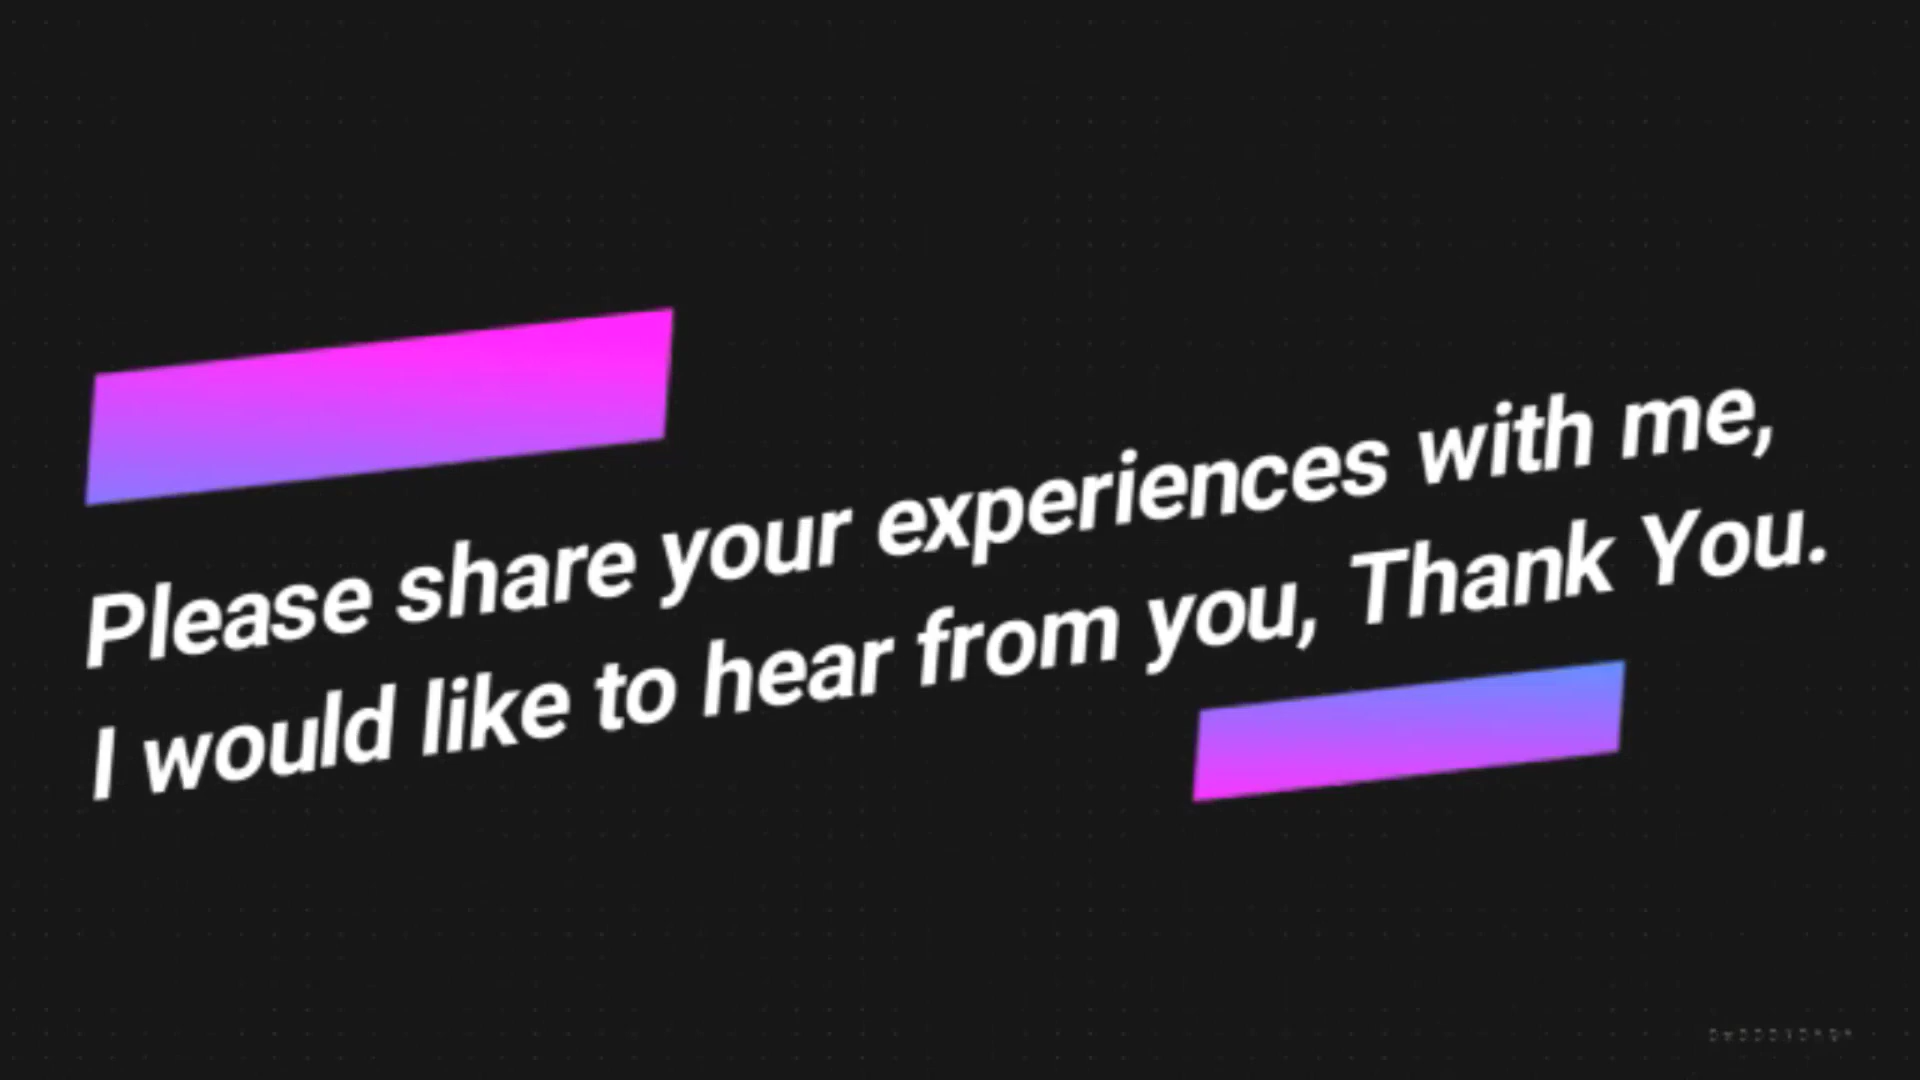 Please share your experiences with me,
I would like to hear from you, Thank You.